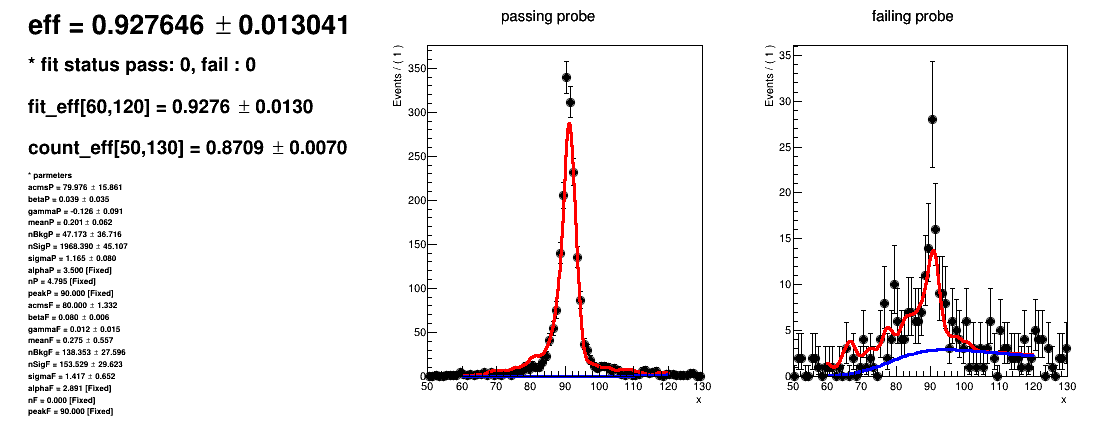 eff = 0.927646 ± 0.013041
* fit status pass: 0, fail : 0
fit_eff[60,120] = 0.9276 ± 0.0130
count_eff[50,130] = 0.8709 ± 0.0070
* parmeters
acmsP = 79.976 ± 15.861
betaP = 0.039 ± 0.035
gammaP = -0.126 ± 0.091
meanP = 0.201 ± 0.062
nBkgP = 47.173 ± 36.716
nSigP = 1968.390 ± 45.107
sigmaP = 1.165 ± 0.080
alphaP = 3.500 [Fixed]
nP = 4.795 [Fixed]
peakP = 90.000 [Fixed]
acmsF = 80.000 ± 1.332
betaF = 0.080 ± 0.006
gammaF = 0.012 ± 0.015
meanF = 0.275 ± 0.557
nBkgF = 138.353 ± 27.596
nSigF = 153.529 ± 29.623
sigmaF = 1.417 ± 0.652
alphaF = 2.891 [Fixed]
nF = 0.000 [Fixed]
peakF = 90.000 [Fixed]
passing probe
Events / ( 1 )
350
300
250
200
150
100
50
0
50 60 70 80 90 100 110 120 130
x
failing probe
Events / ( 1 )
35
30
25
20
15
10
5
0
50 60 70 80 90 100 110 120 130
x